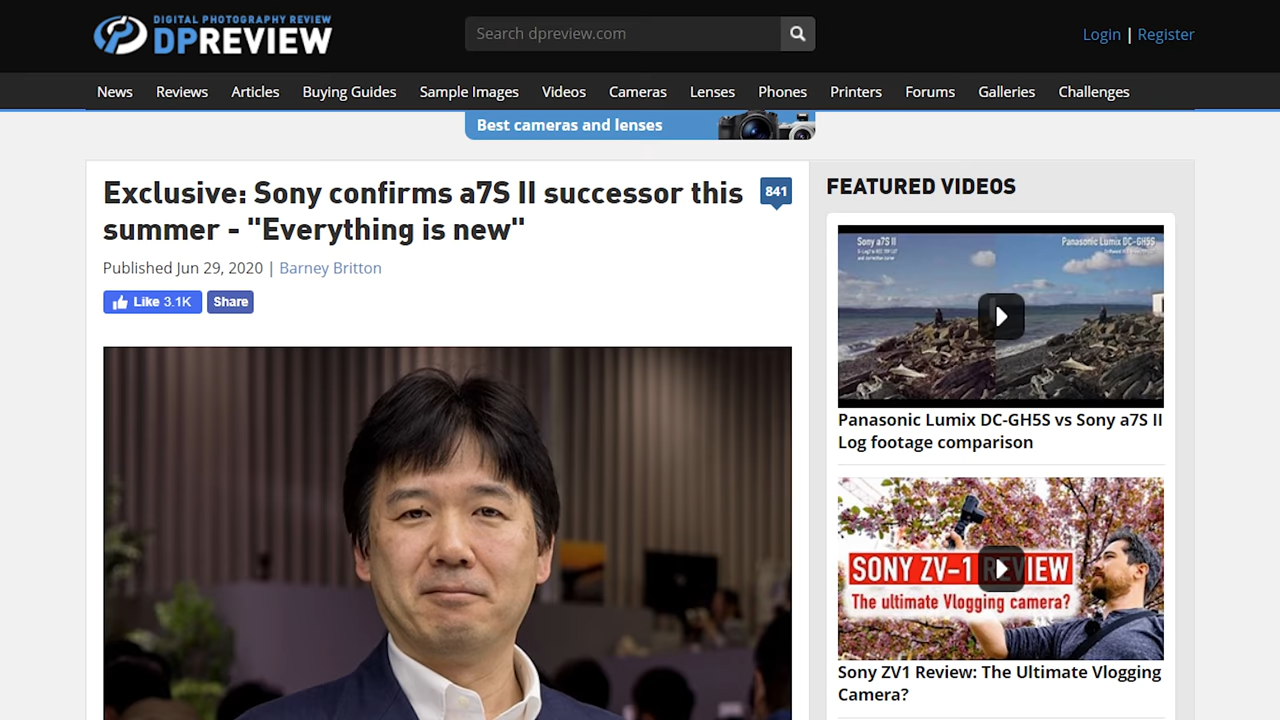 DIGITAL PHOTOGRAPHY REVIEW
DPREVIEW
Search dpreview.com
Login | Register
News Reviews Articles Buying Guides Sample Images Videos Cameras Lenses Phones Printers Forums Galleries Challenges
Best cameras and lenses
Exclusive: Sony confirms a7S II successor this
summer - "Everything is new"
841
Published Jun 29, 2020 | Barney Britton
Like 3.1K Share
FEATURED VIDEOS
Sony a7S II
Panasonic Lumix DC-GH5S
Panasonic Lumix DC-GH5S vs Sony a7S II
Log footage comparison
SONY ZV-1 REVIEW
The ultimate Vlogging camera?
Sony ZV1 Review: The Ultimate Vlogging
Camera?